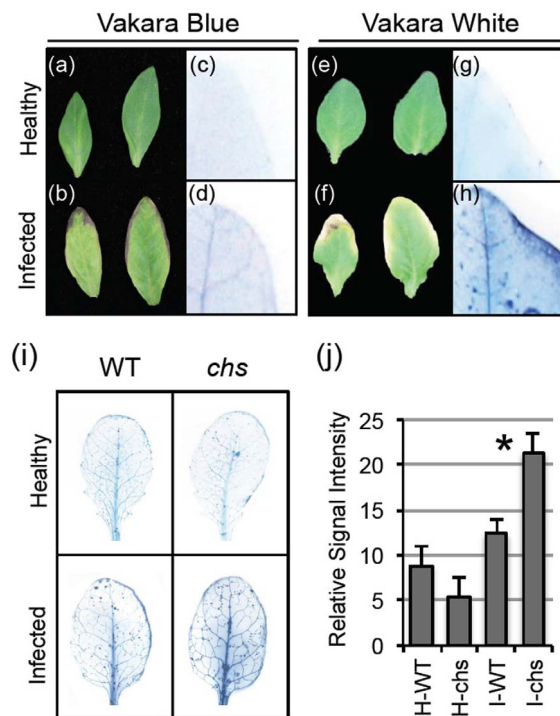 Vakara Blue
Vakara White
Healthy
(a)
(c)
(e)
(g)
Infected
(b)
(d)
(f)
(h)
(i)
WT
chs
Healthy
Infected
(j)
Relative Signal Intensity
25
20
15
10
5
0
*
H-WT
H-chs
I-WT
I-chs